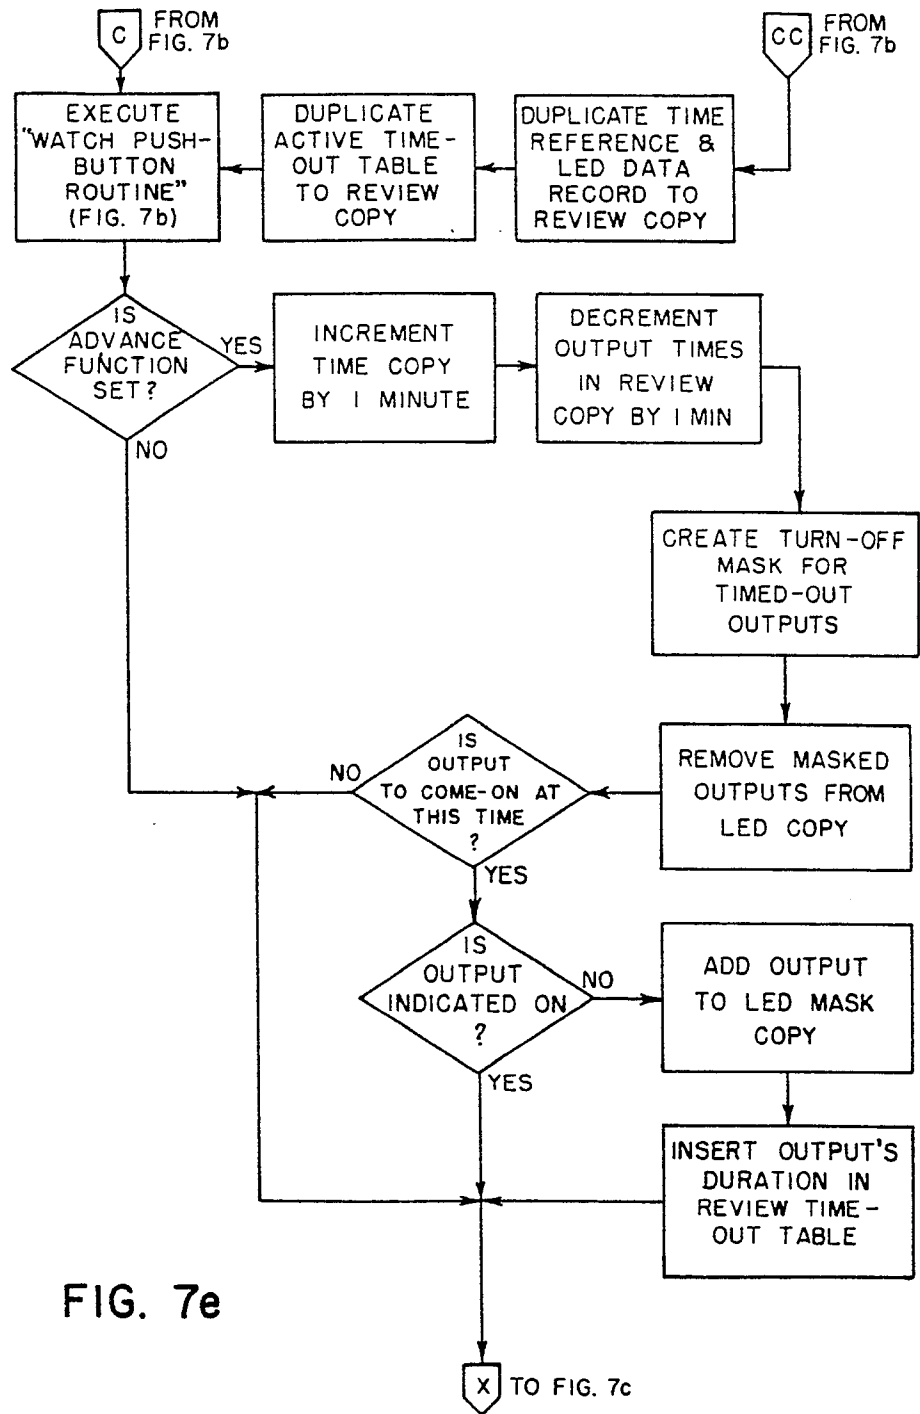 C
FROM
FIG. 7b
CC
FROM
FIG. 7b
EXECUTE
"WATCH PUSH-
BUTTON
ROUTINE"
(FIG. 7b)
DUPLICATE
ACTIVE TIME-
OUT TABLE
TO REVIEW
COPY
DUPLICATE TIME
REFERENCE &
LED DATA
RECORD TO
REVIEW COPY
IS
ADVANCE
FUNCTION
SET?
YES
NO
INCREMENT
TIME COPY
BY 1 MINUTE
DECREMENT
OUTPUT TIMES
IN REVIEW
COPY BY 1 MIN
CREATE TURN-OFF
MASK FOR
TIMED-OUT
OUTPUTS
REMOVE MASKED
OUTPUTS FROM
LED COPY
IS
OUTPUT
TO COME-ON AT
THIS TIME
?
NO
YES
IS
OUTPUT
INDICATED ON
?
NO
YES
ADD OUTPUT
TO LED MASK
COPY
INSERT OUTPUT'S
DURATION IN
REVIEW TIME-
OUT TABLE
FIG. 7e
X
TO FIG. 7c